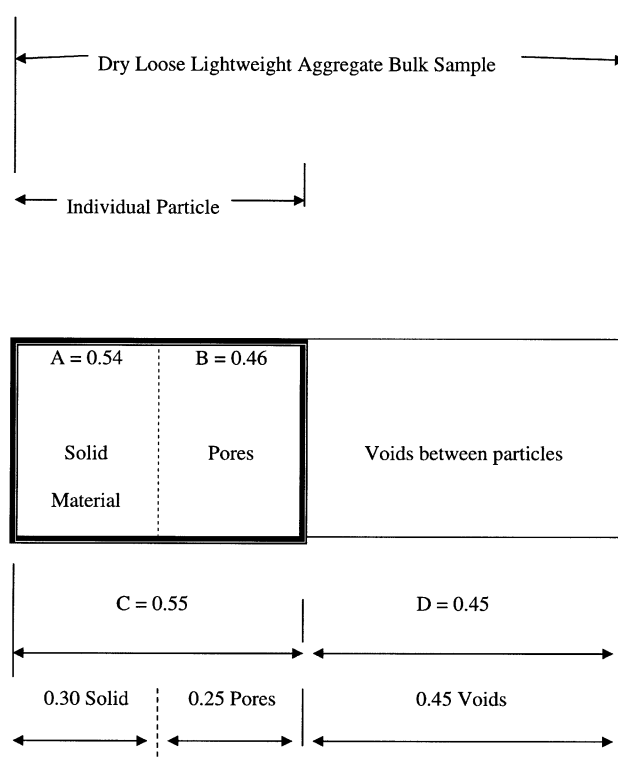 Dry Loose Lightweight Aggregate Bulk Sample
Individual Particle
A = 0.54 B = 0.46
Solid Pores Voids between particles
Material
C = 0.55 D = 0.45
0.30 Solid 0.25 Pores 0.45 Voids